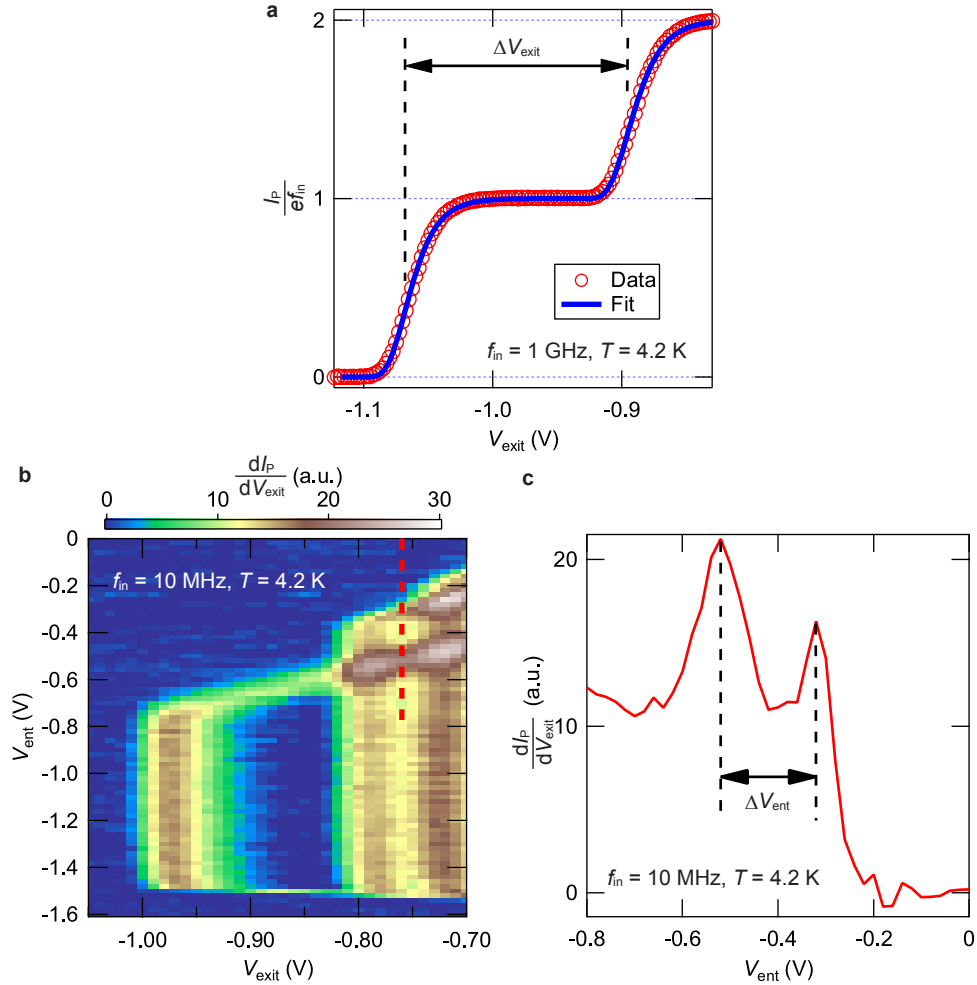 a
ΔV_exit
I_P
ef_in
2
1
0
Data
Fit
f_in = 1 GHz, T = 4.2 K
-1.1 -1.0 -0.9
V_exit (V)
b
dI_P
dV_exit
(a.u.)
0 10 20 30
f_in = 10 MHz, T = 4.2 K
V_ent (V)
0
-0.2
-0.4
-0.6
-0.8
-1.0
-1.2
-1.4
-1.6
-1.00 -0.90 -0.80 -0.70
V_exit (V)
c
dI_P
dV_exit
(a.u.)
20
10
0
ΔV_ent
f_in = 10 MHz, T = 4.2 K
-0.8 -0.6 -0.4 -0.2 0
V_ent (V)